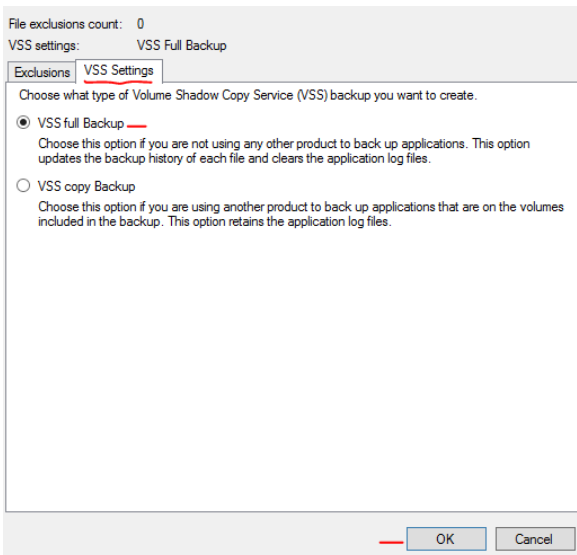 File exclusions count: 0
VSS settings: VSS Full Backup
Exclusions VSS Settings
Choose what type of Volume Shadow Copy Service (VSS) backup you want to create.
VSS full Backup
Choose this option if you are not using any other product to back up applications. This option
updates the backup history of each file and clears the application log files.
VSS copy Backup
Choose this option if you are using another product to back up applications that are on the volumes
included in the backup. This option retains the application log files.
OK Cancel